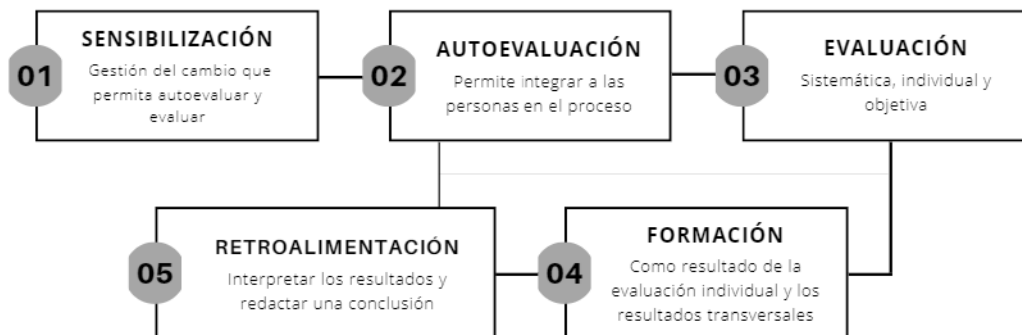 01
SENSIBILIZACIÓN
Gestión del cambio que
permita autoevaluar y
evaluar
02
AUTOEVALUACIÓN
Permite integrar a las
personas en el proceso
03
EVALUACIÓN
Sistemática, individual y
objetiva
04
FORMACIÓN
Como resultado de la
evaluación individual y los
resultados transversales
05
RETROALIMENTACIÓN
Interpretar los resultados y
redactar una conclusión